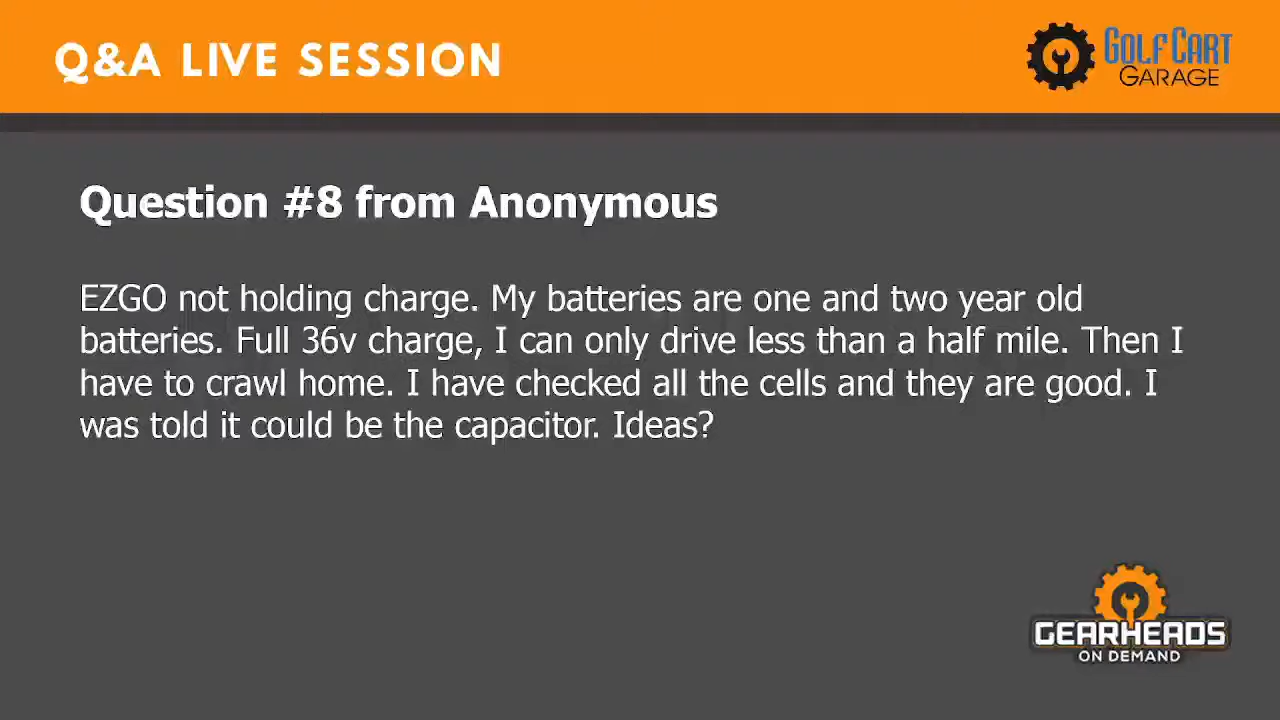 Q&A LIVE SESSION
GOLF CART
GARAGE
Question #8 from Anonymous
EZGO not holding charge. My batteries are one and two year old
batteries. Full 36v charge, I can only drive less than a half mile. Then I
have to crawl home. I have checked all the cells and they are good. I
was told it could be the capacitor. Ideas?
GEARHEADS
ON DEMAND